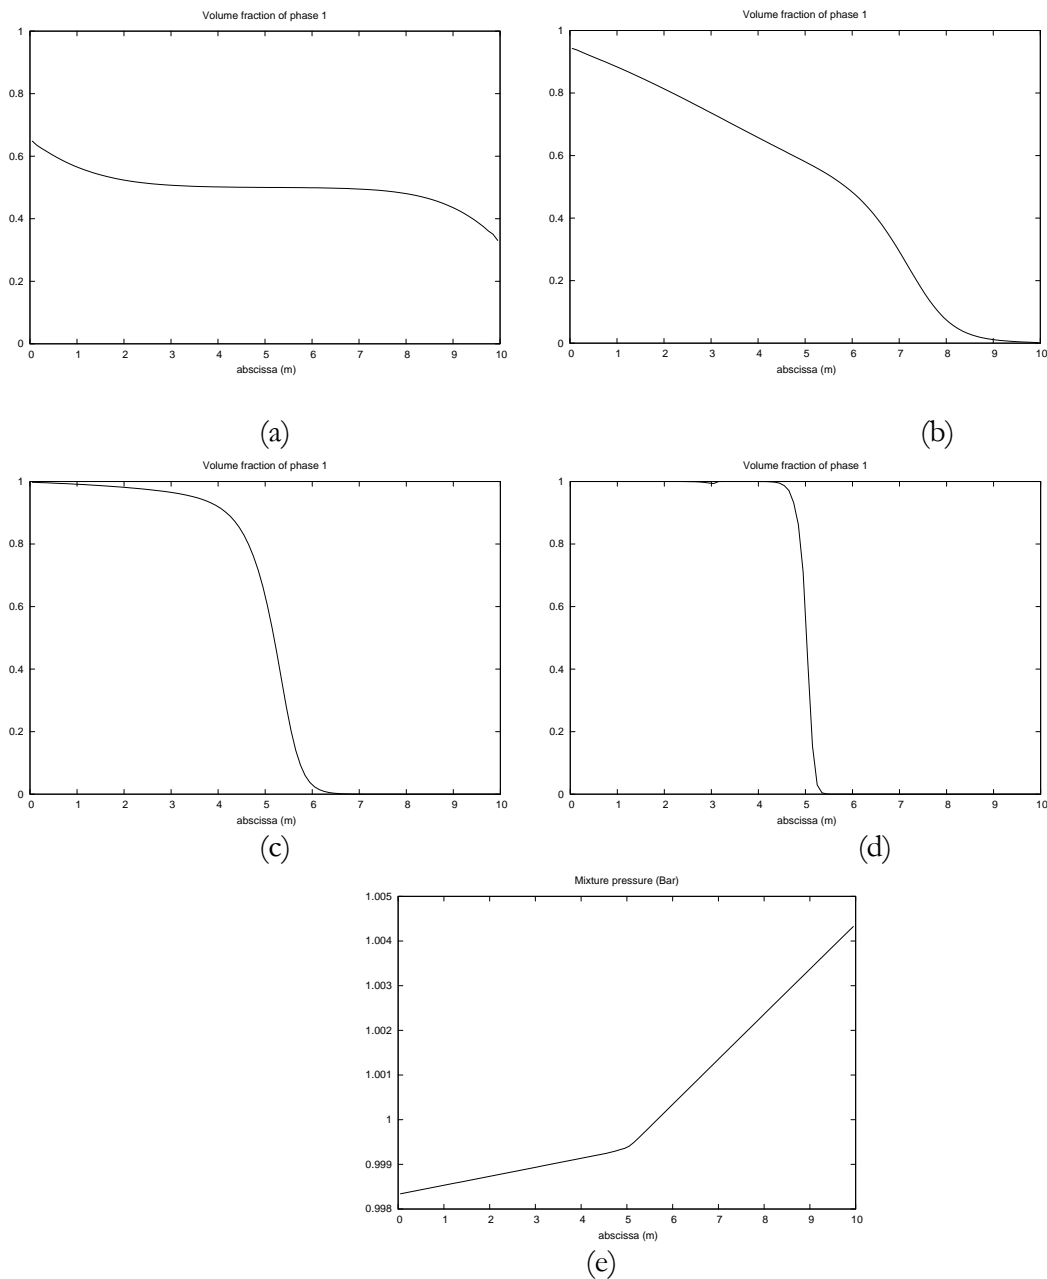 Volume fraction of phase 1
1
0.8
0.6
0.4
0.2
0
0 1 2 3 4 5 6 7 8 9 10
abscissa (m)
(a)
Volume fraction of phase 1
1
0.8
0.6
0.4
0.2
0
0 1 2 3 4 5 6 7 8 9 10
abscissa (m)
(b)
Volume fraction of phase 1
1
0.8
0.6
0.4
0.2
0
0 1 2 3 4 5 6 7 8 9 10
abscissa (m)
(c)
Volume fraction of phase 1
1
0.8
0.6
0.4
0.2
0
0 1 2 3 4 5 6 7 8 9 10
abscissa (m)
(d)
Mixture pressure (Bar)
1.005
1.004
1.003
1.002
1.001
1
0.999
0.998
0 1 2 3 4 5 6 7 8 9 10
abscissa (m)
(e)